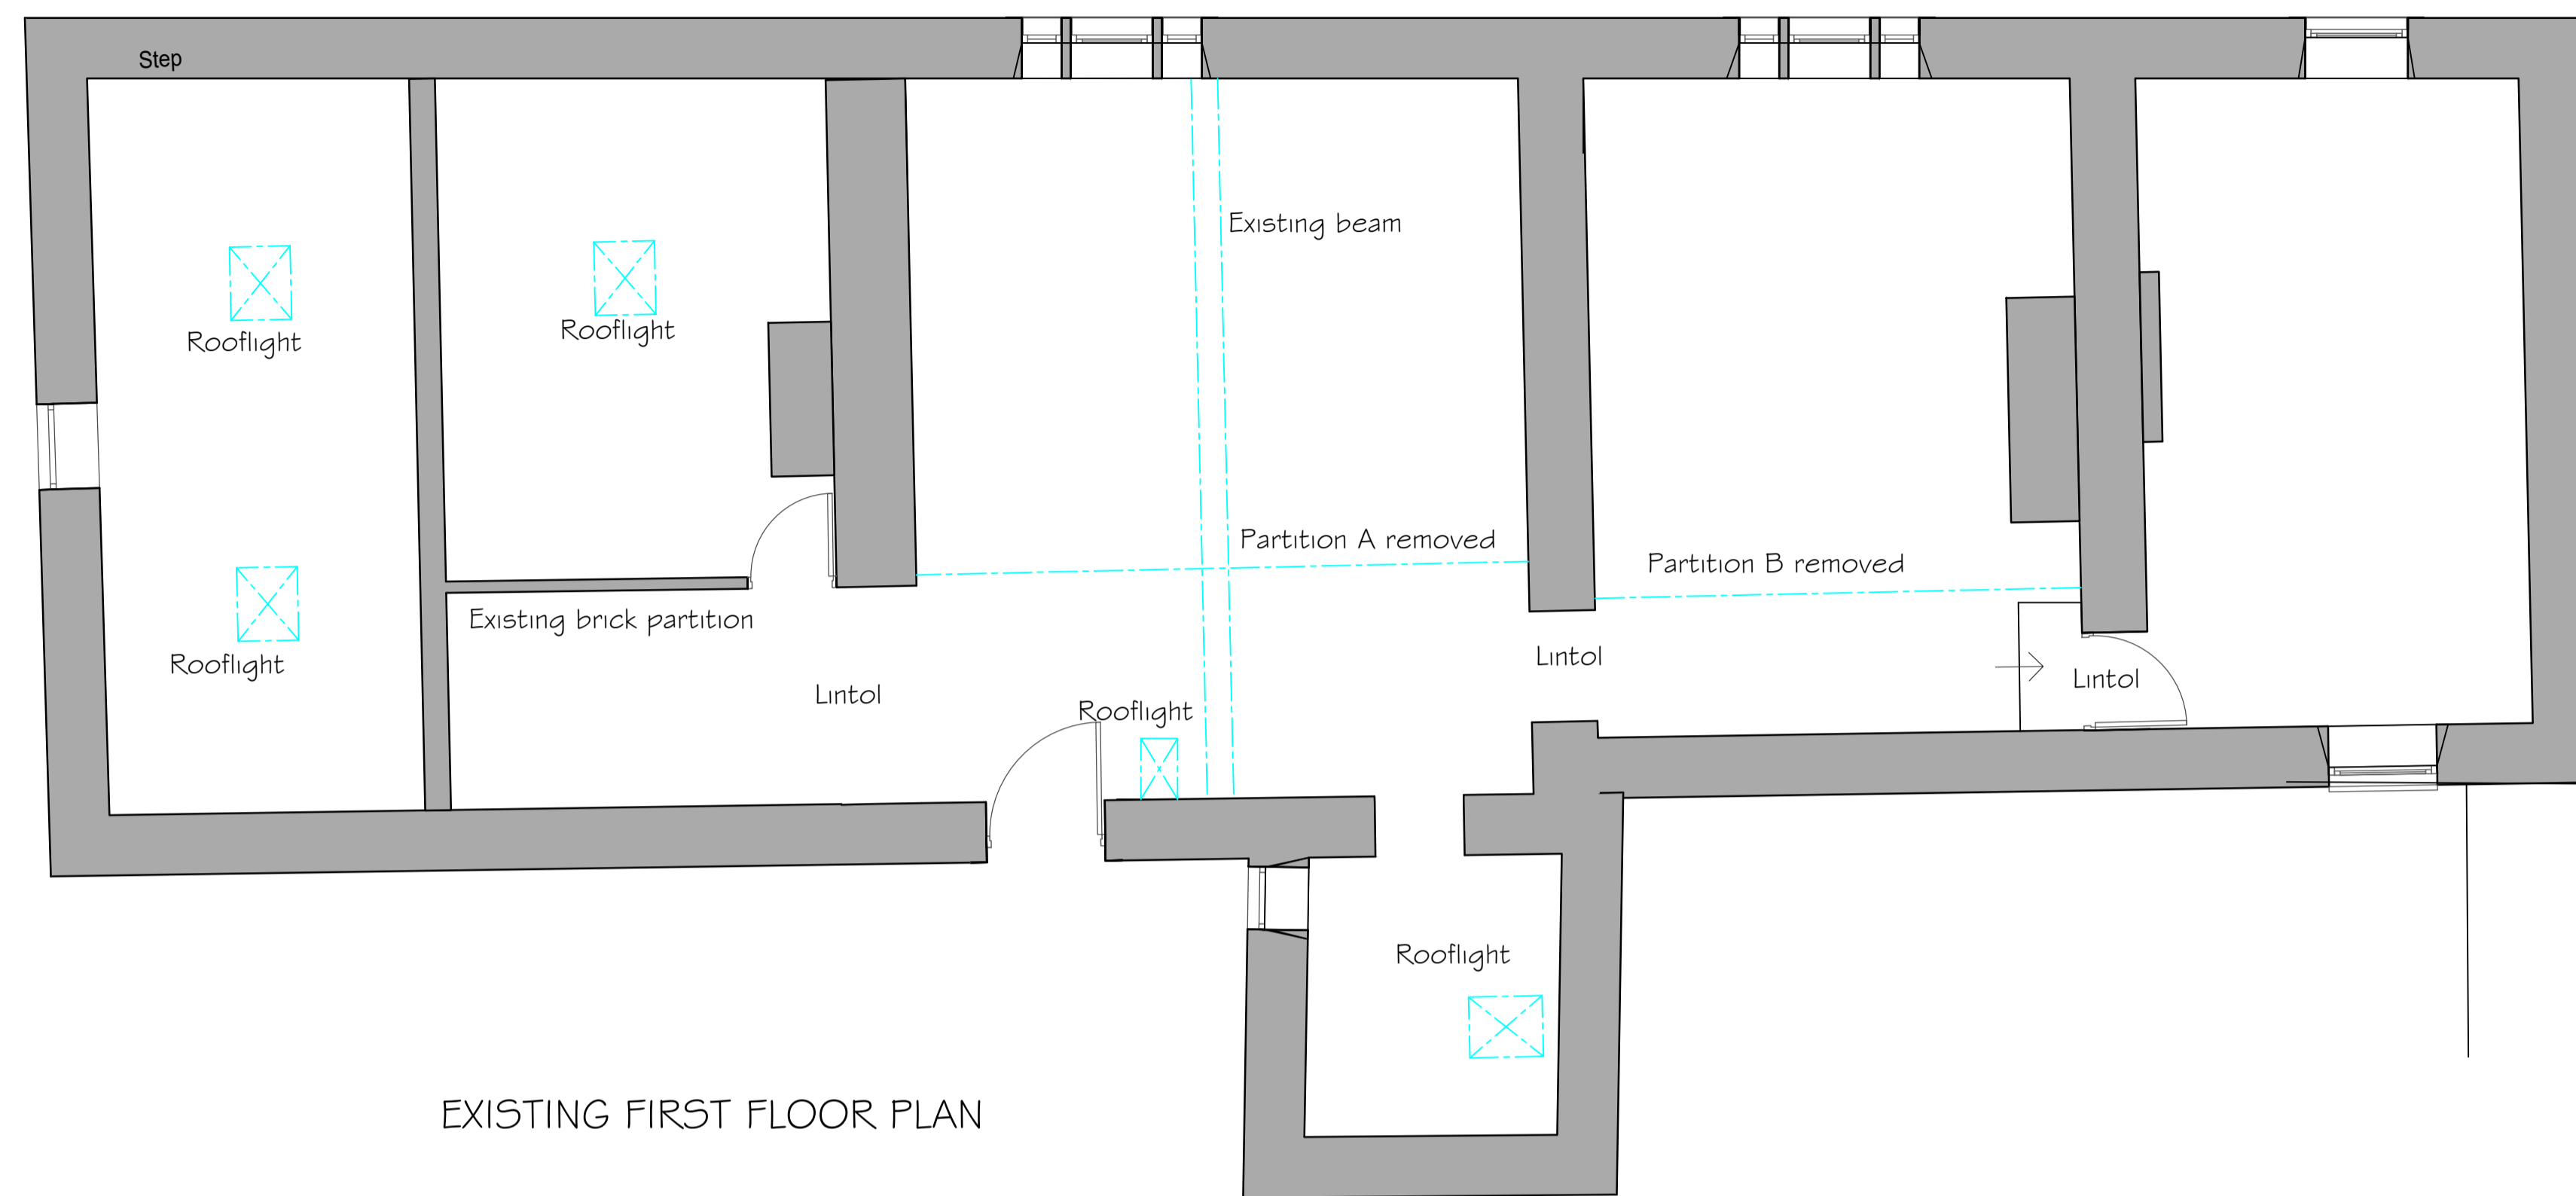 Step
Existing beam
Rooflight
Rooflight
Partition A removed
Partition B removed
Existing brick partition
Lintol
Rooflight
Lintol
Lintol
Rooflight
Rooflight
EXISTING FIRST FLOOR PLAN